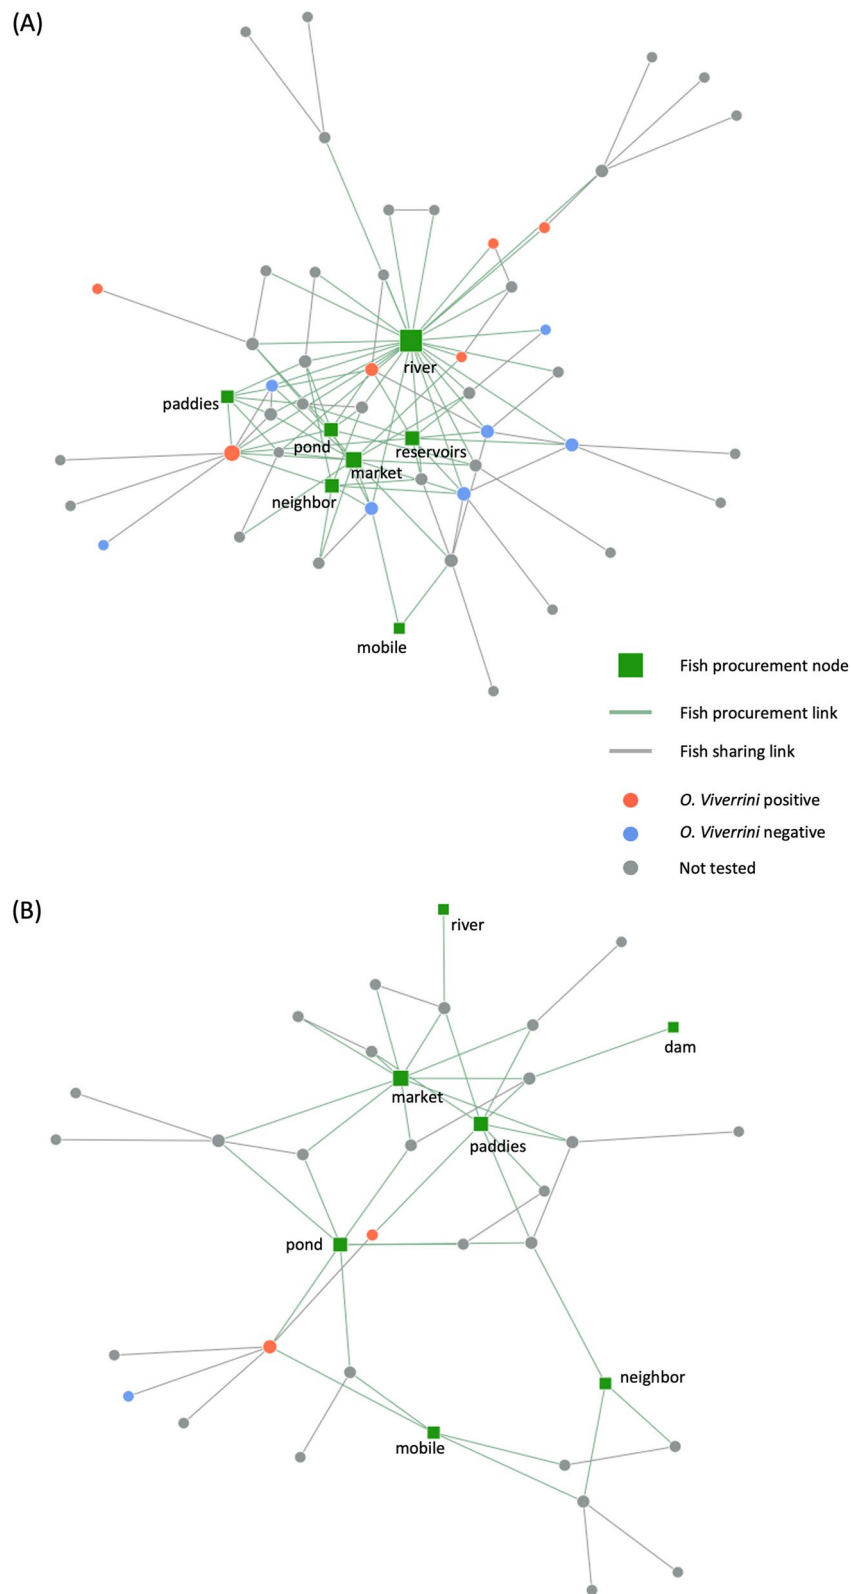 (A)
river
paddies
pond
reservoirs
market
neighbor
mobile
Fish procurement node
Fish procurement link
Fish sharing link
O. Viverrini positive
O. Viverrini negative
Not tested
(B)
river
dam
market
paddies
pond
neighbor
mobile